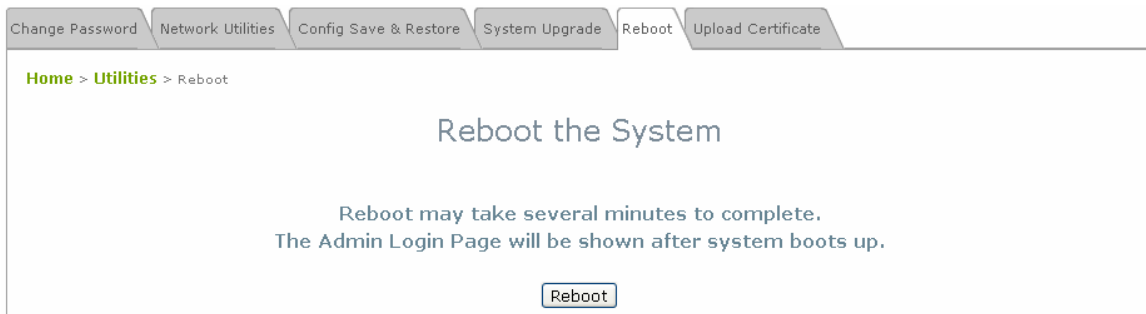 Change Password Network Utilities Config Save & Restore System Upgrade Reboot Upload Certificate
Home > Utilities > Reboot
Reboot the System
Reboot may take several minutes to complete.
The Admin Login Page will be shown after system boots up.
Reboot